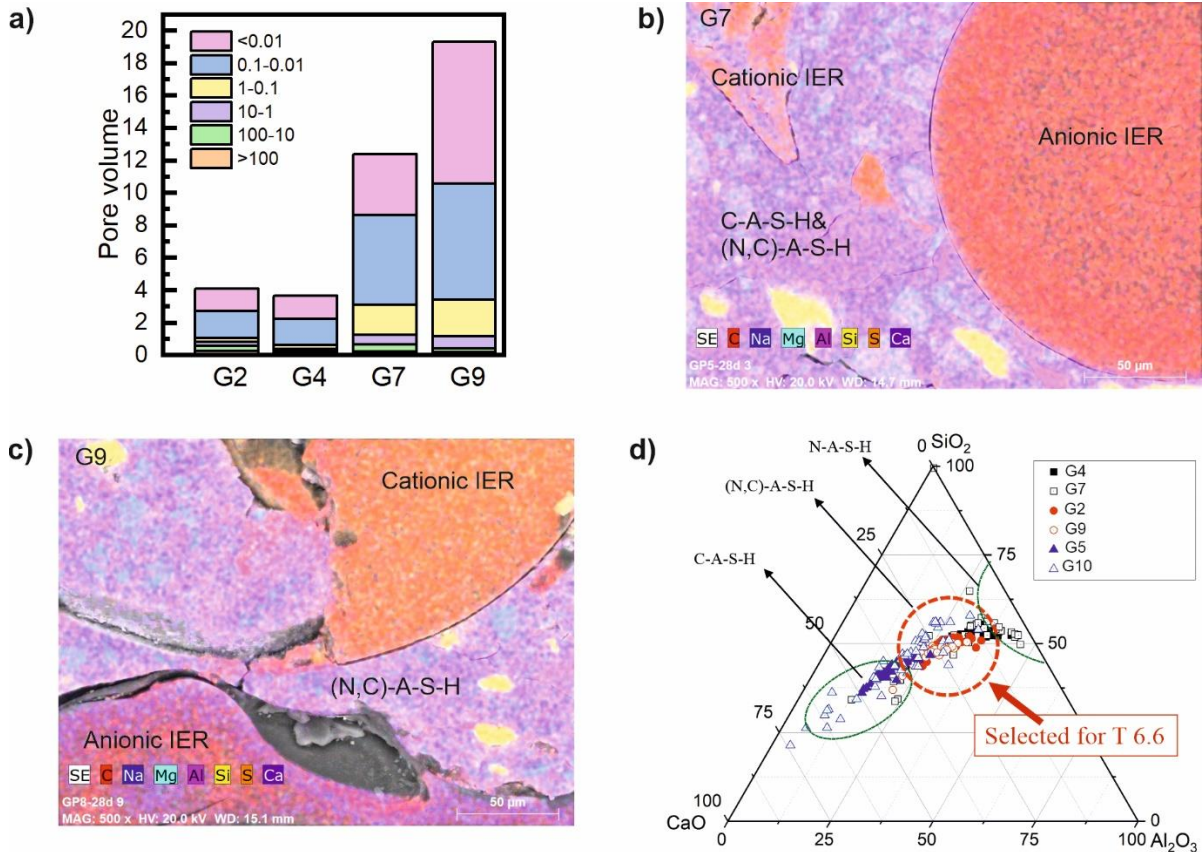 a)
20
18
16
14
12
10
8
6
4
2
0
Pore volume
<0.01
0.1-0.01
1-0.1
10-1
100-10
>100
G2 G4 G7 G9
b)
G7
Cationic IER
Anionic IER
C-A-S-H&
(N,C)-A-S-H
SE C Na Mg Al Si S Ca
GP5-28d 3
MAG: 500 x HV: 20.0 kV WD: 14.7 mm
50 µm
c)
G9
Cationic IER
(N,C)-A-S-H
Anionic IER
SE C Na Mg Al Si S Ca
GP8-28d 9
MAG: 500 x HV: 20.0 kV WD: 15.1 mm
50 µm
d)
N-A-S-H
(N,C)-A-S-H
C-A-S-H
0 SiO2
100
25
75
50
50
75
25
100
CaO
0 25 50 75 100
0
Al2O3
G4
G7
G2
G9
G5
G10
Selected for T 6.6